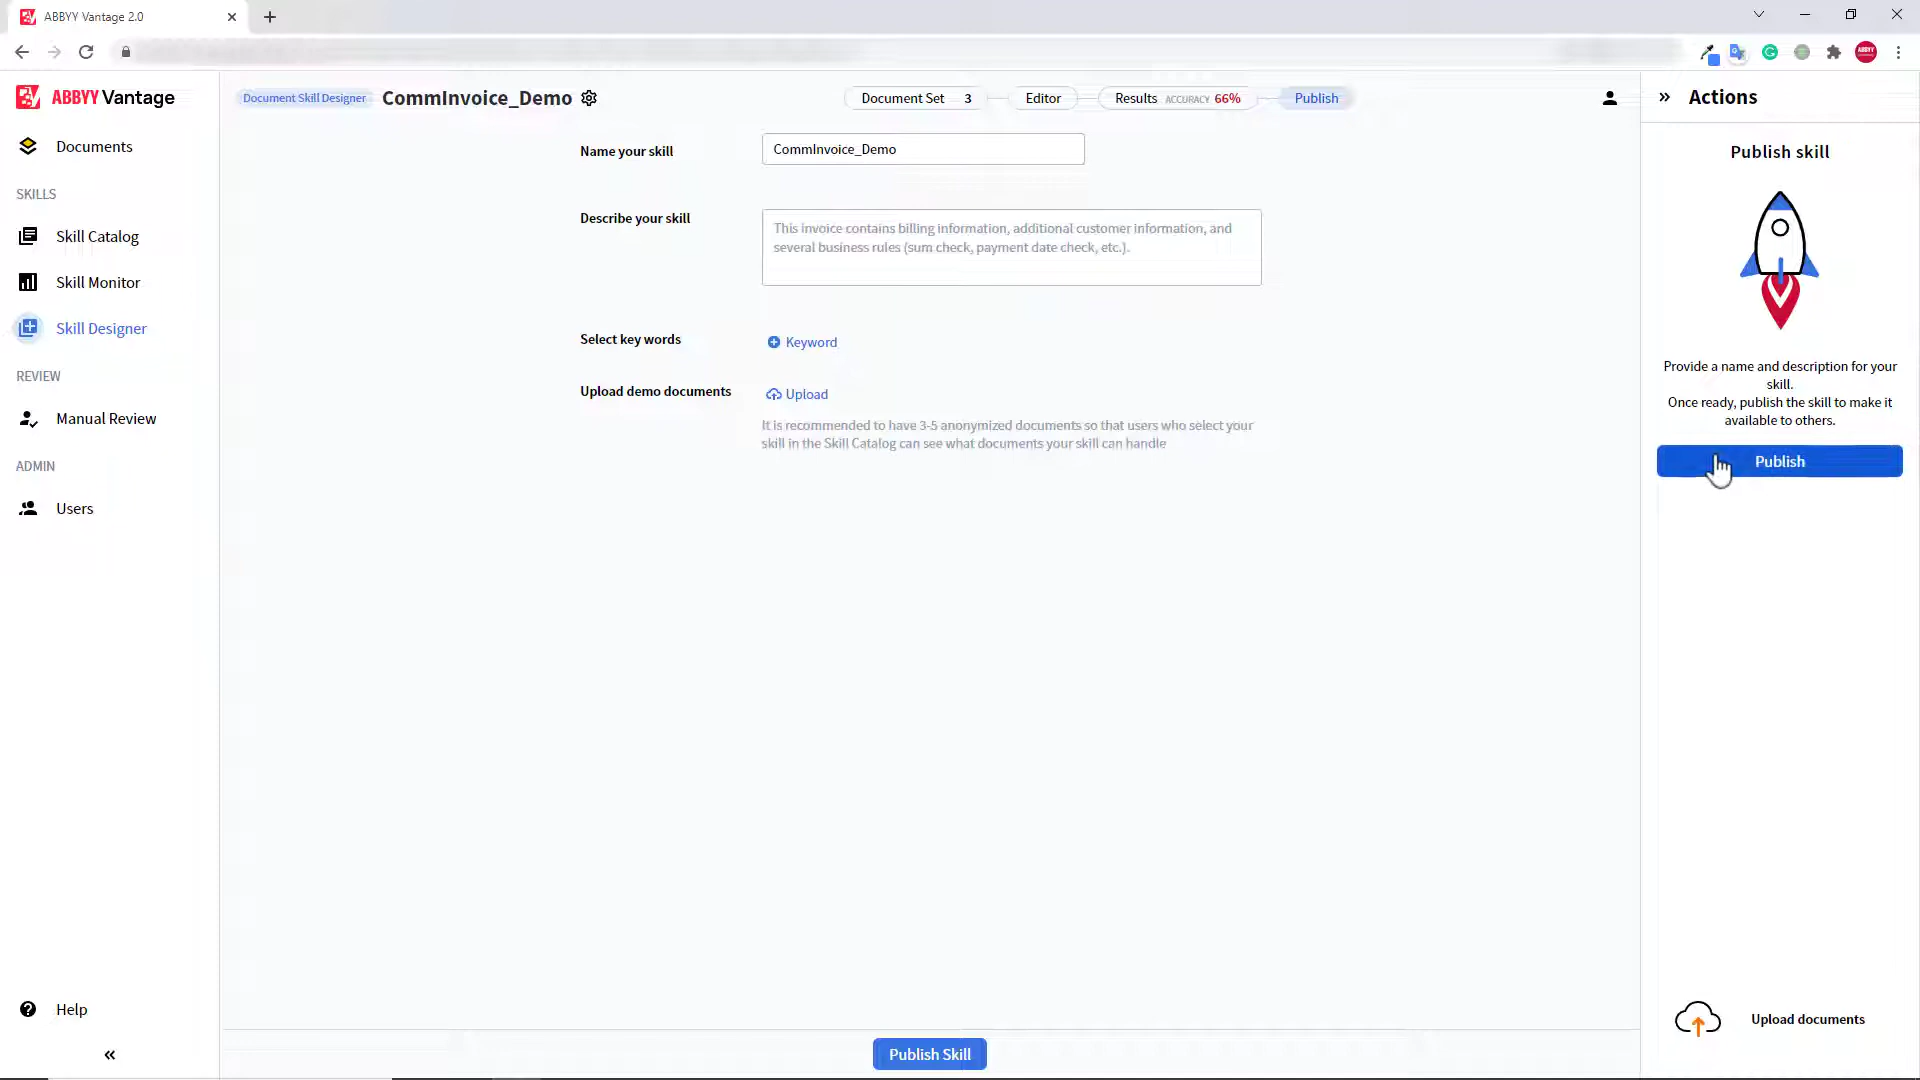 ABBYY Vantage 2.0
ABBYY Vantage
Documents
SKILLS
Skill Catalog
Skill Monitor
Skill Designer
REVIEW
Manual Review
ADMIN
Users
Help
Document Skill Designer
CommInvoice_Demo
Document Set 3
Editor
Results ACCURACY 66%
Publish
Name your skill
CommInvoice_Demo
Describe your skill
This invoice contains billing information, additional customer information, and
several business rules (sum check, payment date check, etc.).
Select key words
Keyword
Upload demo documents
Upload
It is recommended to have 3-5 anonymized documents so that users who select your
skill in the Skill Catalog can see what documents your skill can handle
Publish Skill
Actions
Publish skill
Provide a name and description for your
skill.
Once ready, publish the skill to make it
available to others.
Publish
Upload documents